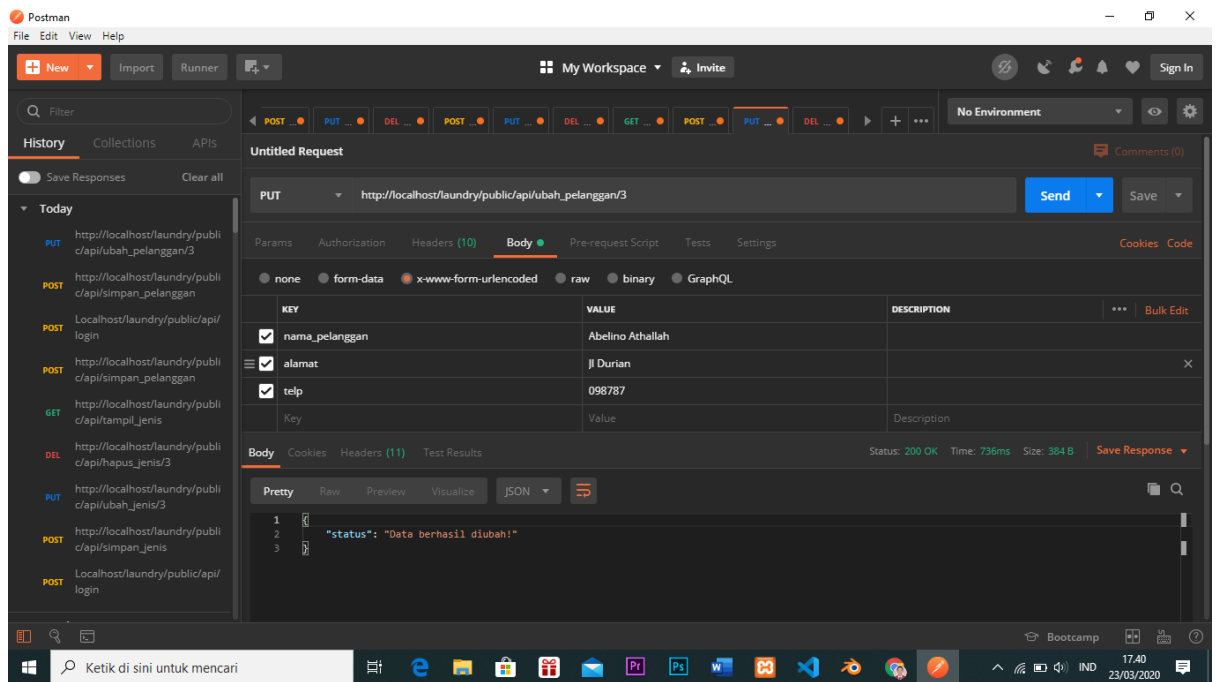 Postman
File Edit View Help
New Import Runner My Workspace Invite Sign In
Filter
History Collections APIs
Save Responses Clear all
Today
PUT http://localhost/laundry/publi
c/api/ubah_pelanggan/3
POST http://localhost/laundry/publi
c/api/simpan_pelanggan
POST Localhost/laundry/public/api/
login
POST http://localhost/laundry/publi
c/api/simpan_pelanggan
GET http://localhost/laundry/publi
c/api/tampil_jenis
DEL http://localhost/laundry/publi
c/api/hapus_jenis/3
PUT http://localhost/laundry/publi
c/api/ubah_jenis/3
POST http://localhost/laundry/publi
c/api/simpan_jenis
POST Localhost/laundry/public/api/
login
POST ... PUT ... DEL ... POST ... PUT ... DEL ... GET ... POST ... PUT ... DEL ... + ... No Environment
Untitled Request Comments (0)
PUT http://localhost/laundry/public/api/ubah_pelanggan/3 Send Save
Params Authorization Headers (10) Body Pre-request Script Tests Settings Cookies Code
none form-data x-www-form-urlencoded raw binary GraphQL
KEY VALUE DESCRIPTION ... Bulk Edit
nama_pelanggan Abelino Athallah
alamat Jl Durian
telp 098787
Key Value Description
Body Cookies Headers (11) Test Results Status: 200 OK Time: 736ms Size: 384 B Save Response
Pretty Raw Preview Visualize JSON
1 {
2 "status": "Data berhasil diubah!"
3 }
Bootcamp
Ketik di sini untuk mencari
IND 17.40
23/03/2020